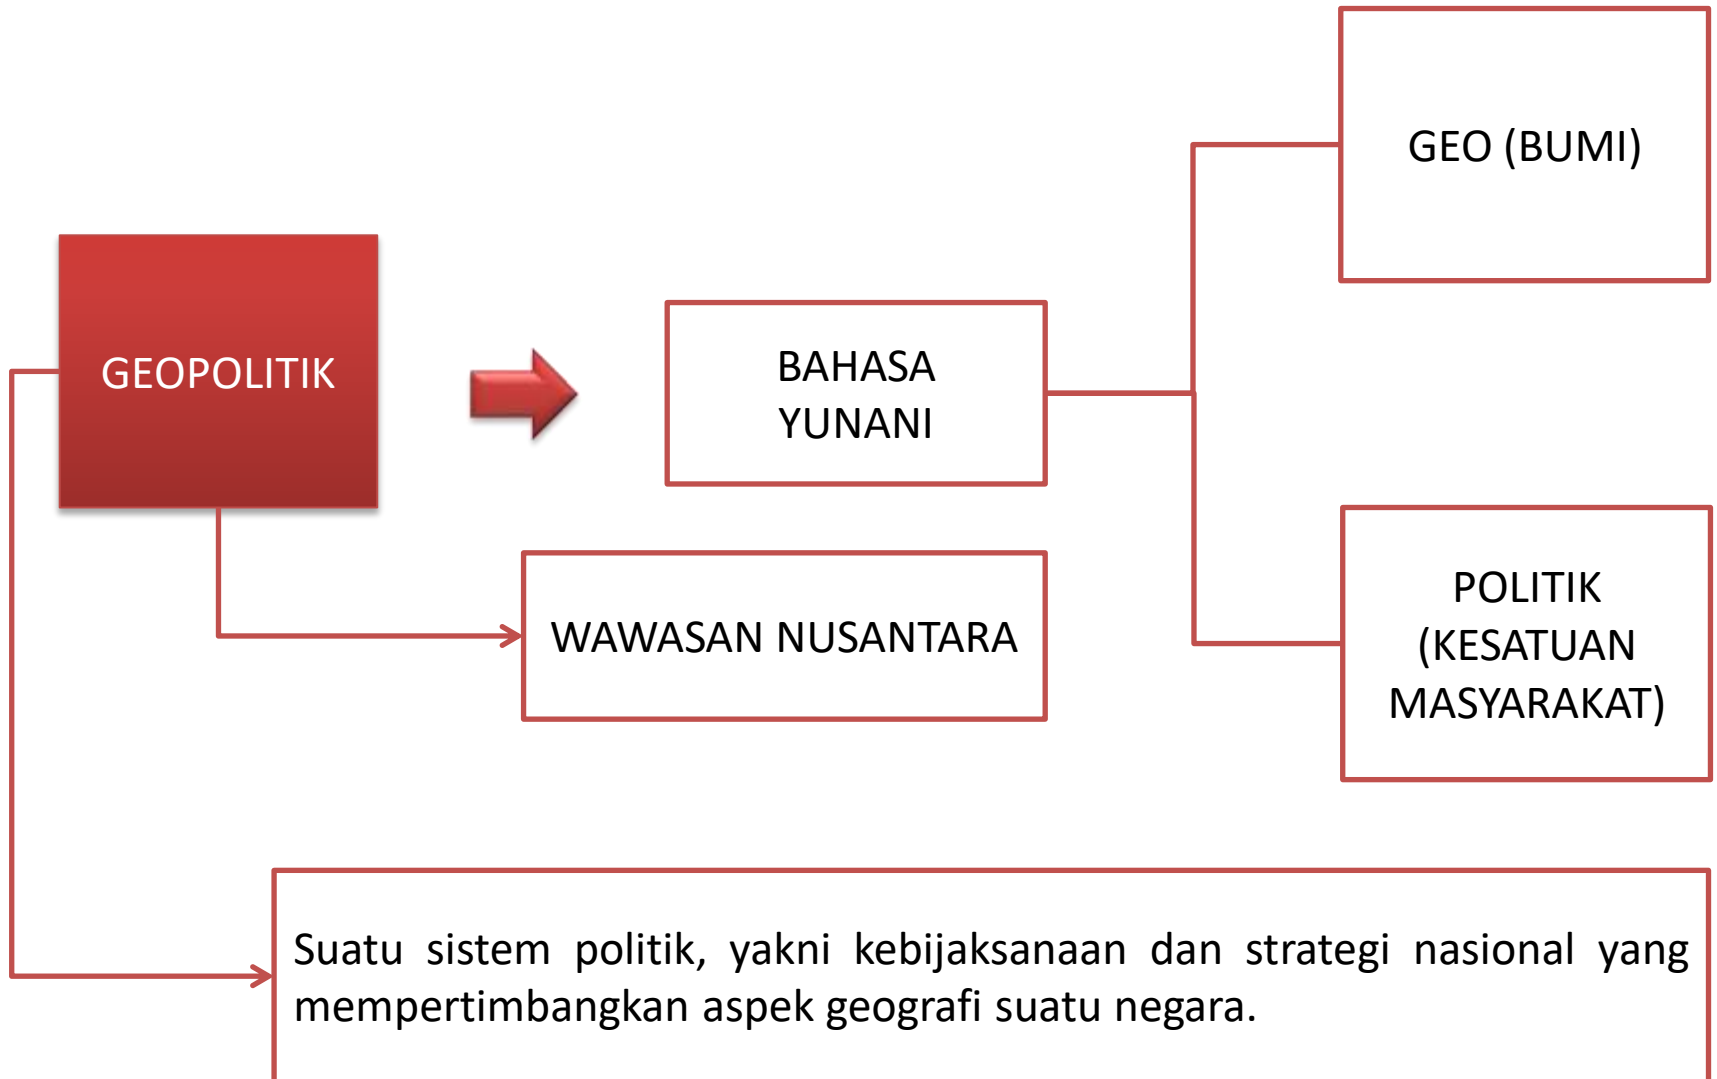 GEO (BUMI)
GEOPOLITIK
BAHASA
YUNANI
WAWASAN NUSANTARA
POLITIK
(KESATUAN
MASYARAKAT)
Suatu sistem politik, yakni kebijaksanaan dan strategi nasional yang
mempertimbangkan aspek geografi suatu negara.